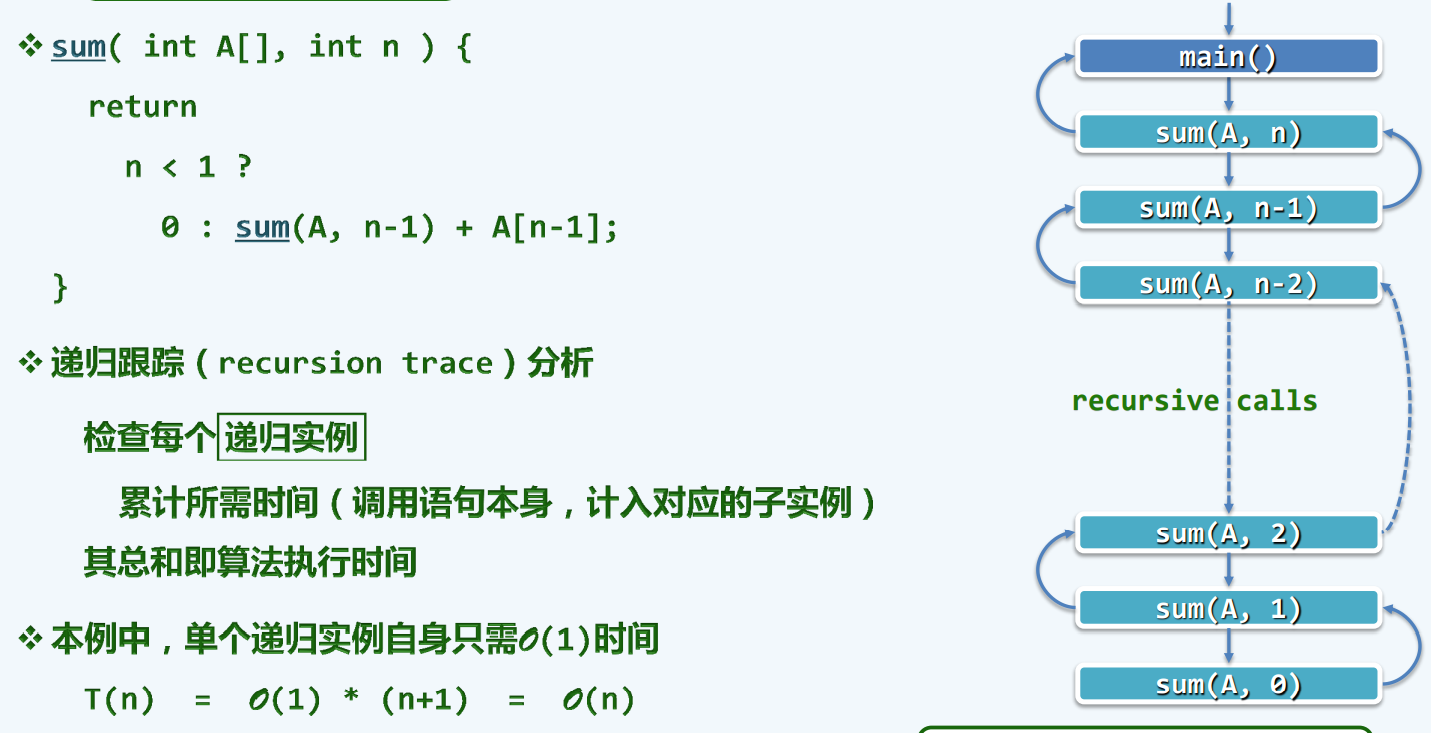 ❖ sum( int A[], int n ) {
return
n < 1 ?
0 : sum(A, n-1) + A[n-1];
}
❖ 递归跟踪（recursion trace）分析
检查每个递归实例
累计所需时间（调用语句本身，计入对应的子实例）
其总和即算法执行时间
❖ 本例中，单个递归实例自身只需O(1)时间
T(n) = O(1) * (n+1) = O(n)
main()
sum(A, n)
sum(A, n-1)
sum(A, n-2)
recursive calls
sum(A, 2)
sum(A, 1)
sum(A, 0)